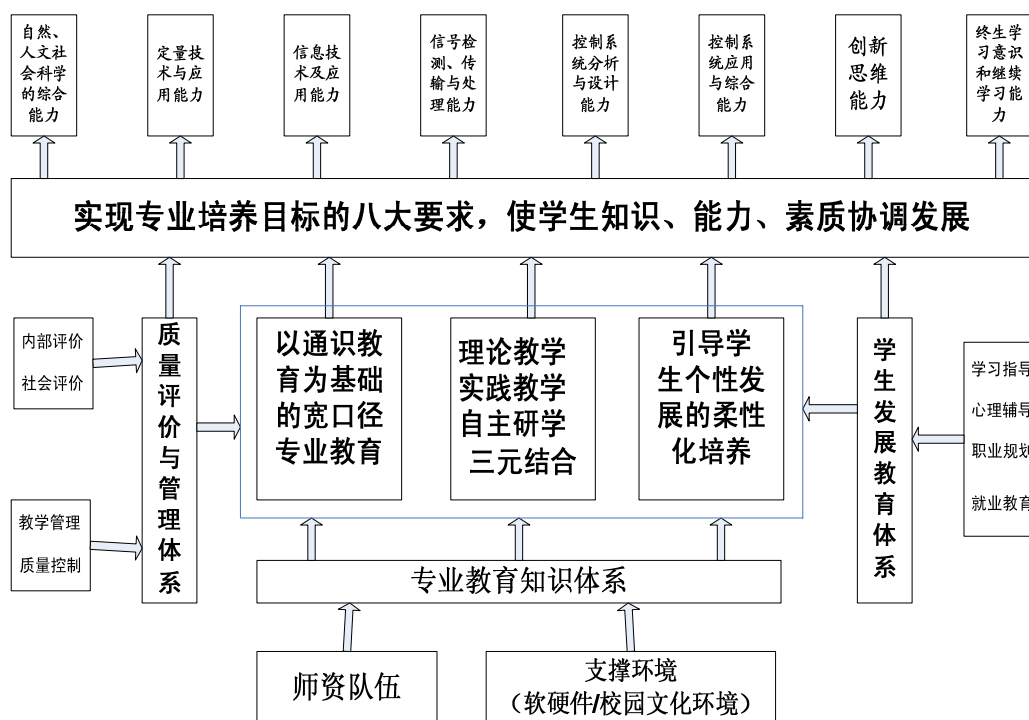 自然、
人文社
会科学
的综合
能力
定量技
术与应
用能力
信息技
术及应
用能力
信号检
测、传
输与处
理能力
控制系
统分析
与设计
能力
控制系
统应用
与综合
能力
创新
思维
能力
终生学
习意识
和继续
学习能
力
实现专业培养目标的八大要求，使学生知识、能力、素质协调发展
内部评价
社会评价
教学管理
质量控制
质量评价与管理体系
以通识教
育为基础
的宽口径
专业教育
理论教学
实践教学
自主研学
三元结合
引导学
生个性发
展的柔性
化培养
学生发展教育体系
学习指导
心理辅导
职业规划
就业教育
专业教育知识体系
师资队伍
支撑环境
（软硬件/校园文化环境）